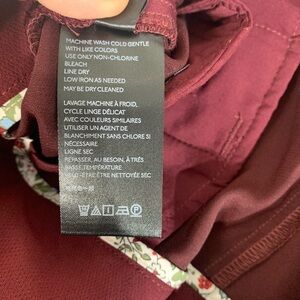 MACHINE WASH COLD GENTLE
WITH LIKE COLORS
USE ONLY NON-CHLORINE
BLEACH
LINE DRY
LOW IRON AS NEEDED
MAY BE DRY CLEANED
LAVAGE MACHINE À FROID,
CYCLE LINGE DÉLICAT
AVEC COULEURS SIMILAIRES
UTILISER UN AGENT DE
BLANCHIMENT SANS CHLORE SI
NÉCESSAIRE
LIGNE SEC
REPASSER, AU BESOIN, À TRÈS
BASSE TEMPÉRATURE
PEUT-ÊTRE ÊTRE NETTOYÉE SEC